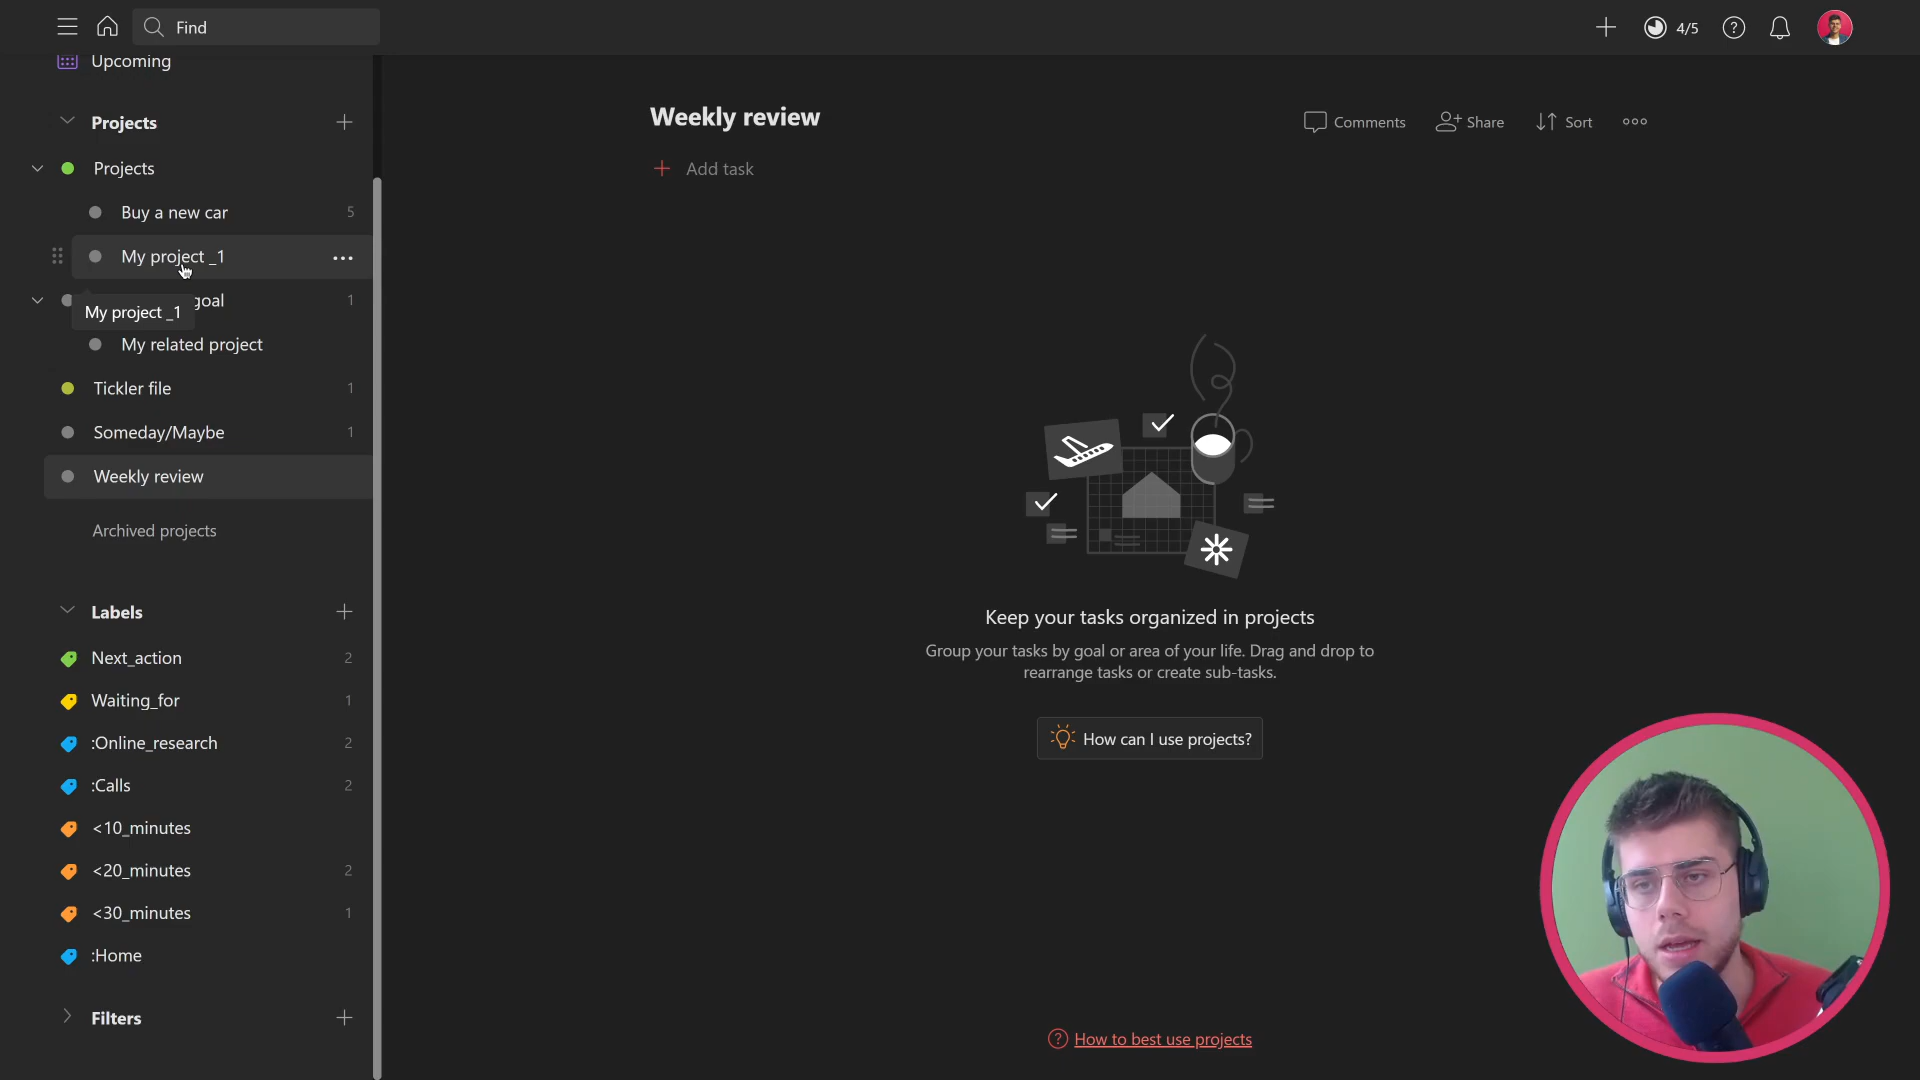 Find
4/5
Upcoming
Projects
Projects
Buy a new car 5
My project _1
goal 1
My project _1
My related project
Tickler file 1
Someday/Maybe 1
Weekly review
Archived projects
Labels
Next_action 2
Waiting_for 1
:Online_research 2
:Calls 2
<10_minutes
<20_minutes 2
<30_minutes 1
:Home
Filters
Weekly review
Comments Share Sort
Add task
Keep your tasks organized in projects
Group your tasks by goal or area of your life. Drag and drop to
rearrange tasks or create sub-tasks.
How can I use projects?
How to best use projects